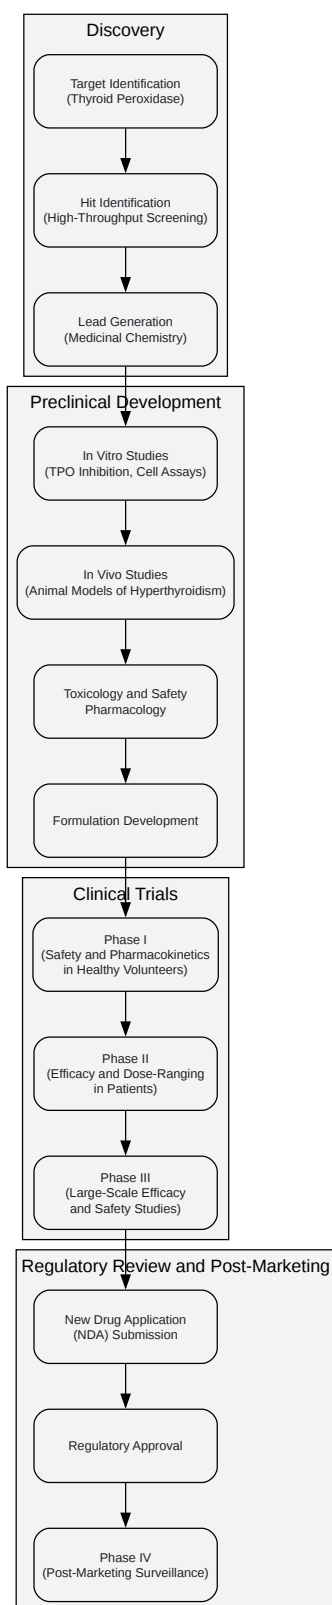 Discovery
Target Identification
(Thyroid Peroxidase)
Hit Identification
(High-Throughput Screening)
Lead Generation
(Medicinal Chemistry)
Preclinical Development
In Vitro Studies
(TPO Inhibition, Cell Assays)
In Vivo Studies
(Animal Models of Hyperthyroidism)
Toxicology and Safety
Pharmacology
Formulation Development
Clinical Trials
Phase I
(Safety and Pharmacokinetics
in Healthy Volunteers)
Phase II
(Efficacy and Dose-Ranging
in Patients)
Phase III
(Large-Scale Efficacy
and Safety Studies)
Regulatory Review and Post-Marketing
New Drug Application
(NDA) Submission
Regulatory Approval
Phase IV
(Post-Marketing Surveillance)